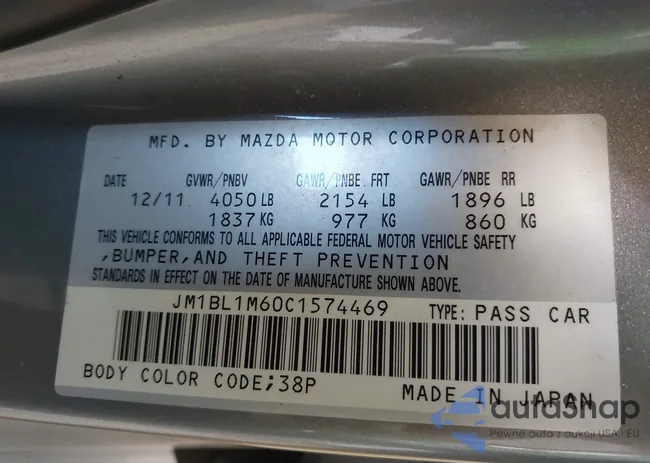 MFD. BY MAZDA MOTOR CORPORATION
DATE GVWR/PNBV GAWR/PNBE FRT GAWR/PNBE RR
12/11 4050 LB 2154 LB 1896 LB
1837 KG 977 KG 860 KG
THIS VEHICLE CONFORMS TO ALL APPLICABLE FEDERAL MOTOR VEHICLE SAFETY
,BUMPER,AND THEFT PREVENTION
STANDARDS IN EFFECT ON THE DATE OF MANUFACTURE SHOWN ABOVE.
JM1BL1M60C1574469 TYPE: PASS CAR
BODY COLOR CODE;38P MADE IN JAPAN
autasnap
Pewne auta z aukcji USA i EU